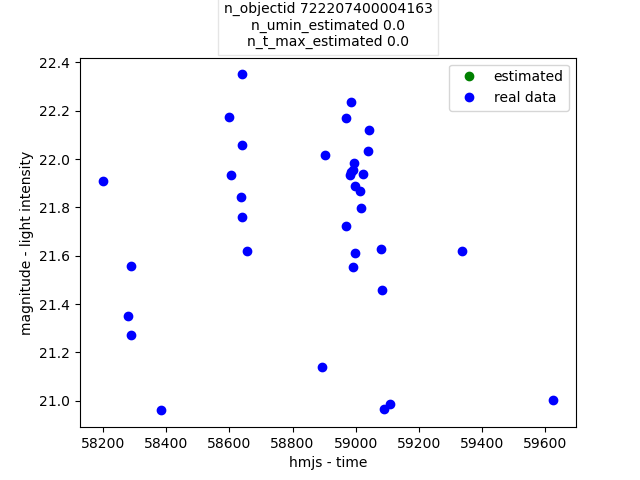 n_objectid 722207400004163
n_umin_estimated 0.0
n_t_max_estimated 0.0
22.4
22.2
22.0
21.8
21.6
21.4
21.2
21.0
magnitude - light intensity
estimated
real data
58200 58400 58600 58800 59000 59200 59400 59600
hmjs - time